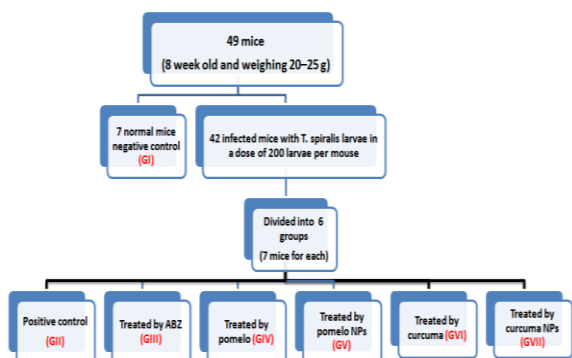 49 mice
(8 week old and weighing 20–25 g)
7 normal mice
negative control
(GI)
42 infected mice with T. spiralis larvae in
a dose of 200 larvae per mouse
Divided into 6
groups
(7 mice for each)
Positive control
(GII)
Treated by ABZ
(GIII)
Treated by
pomelo (GIV)
Treated by
pomelo NPs
(GV)
Treated by
curcuma (GVI)
Treated by
curcuma NPs
(GVII)